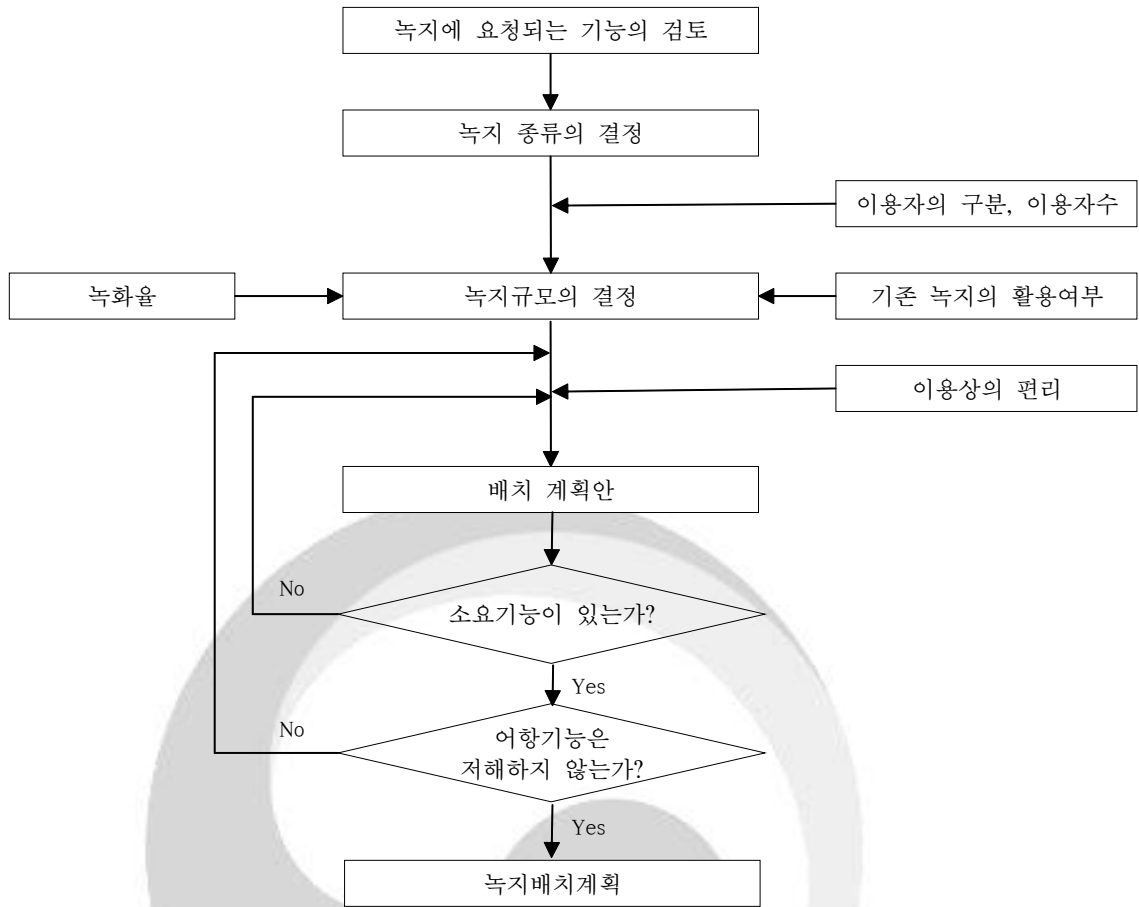 녹지에 요청되는 기능의 검토
녹지 종류의 결정
이용자의 구분, 이용자수
녹화율
녹지규모의 결정
기존 녹지의 활용여부
이용상의 편리
배치 계획안
No
소요기능이 있는가?
Yes
No
어항기능은
저해하지 않는가?
Yes
녹지배치계획